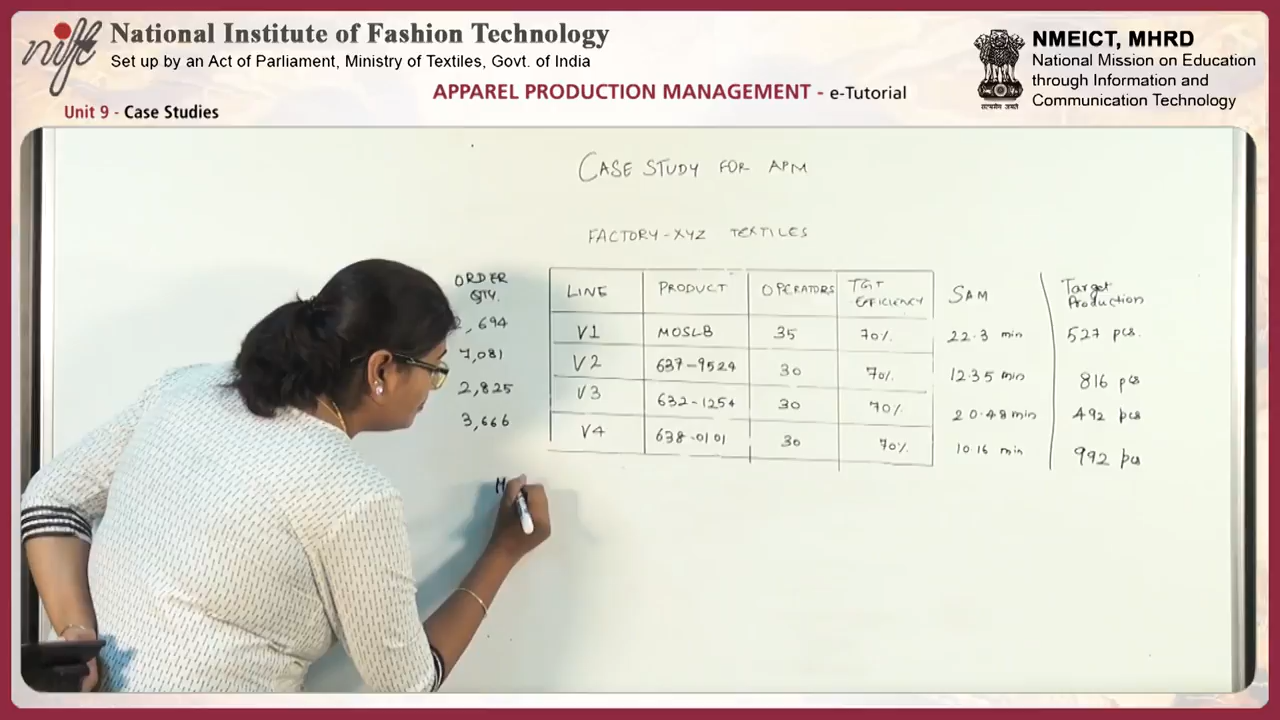 nift
National Institute of Fashion Technology
Set up by an Act of Parliament, Ministry of Textiles, Govt. of India
NMEICT, MHRD
National Mission on Education
through Information and
Communication Technology
सत्यमेव जयते
APPAREL PRODUCTION MANAGEMENT - e-Tutorial
Unit 9 - Case Studies
CASE STUDY FOR APM
FACTORY-XYZ TEXTILES
ORDER QTY. LINE PRODUCT OPERATORS TGT EFFICIENCY SAM Target Production
,694 V1 MOSLB 35 70% 22.3 min 527 pcs.
7,081 V2 637-9524 30 70% 12.35 min 816 pcs
2,825 V3 632-1254 30 70% 20.48 min 492 pcs
3,666 V4 638-0101 30 70% 10.16 min 992 pcs